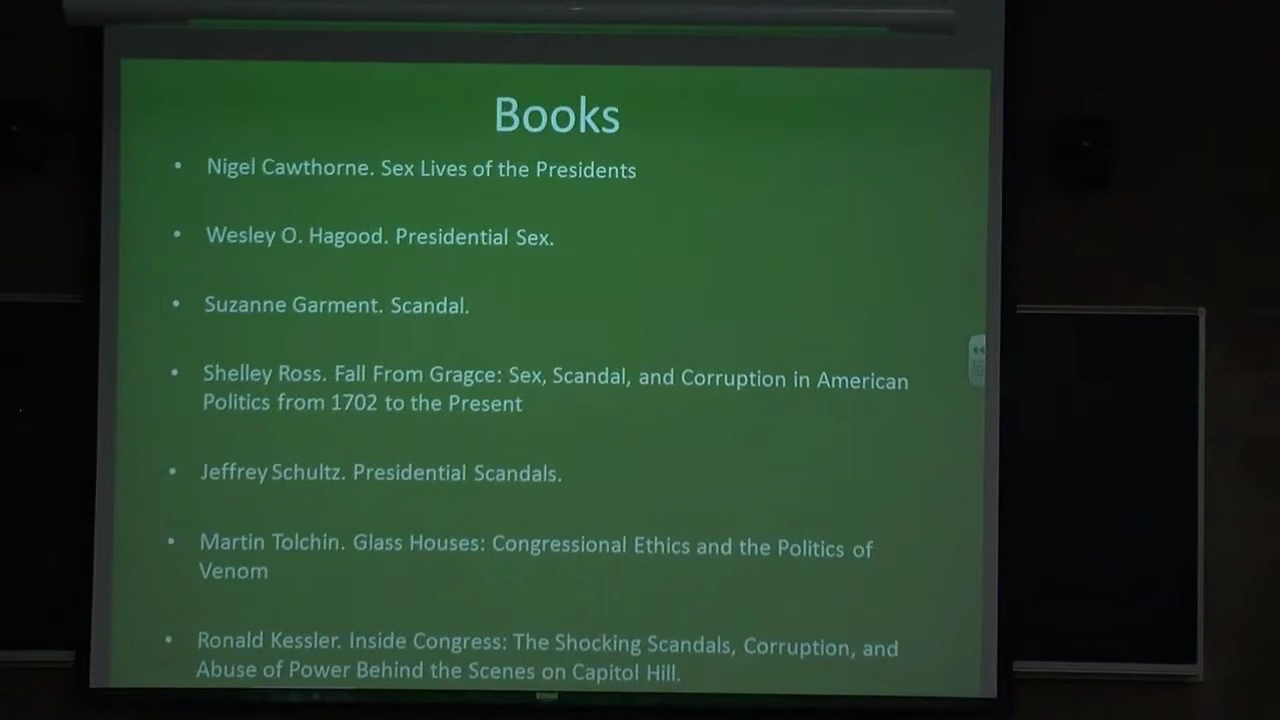 Books
• Nigel Cawthorne. Sex Lives of the Presidents
• Wesley O. Hagood. Presidential Sex.
• Suzanne Garment. Scandal.
• Shelley Ross. Fall From Gragce: Sex, Scandal, and Corruption in American
Politics from 1702 to the Present
• Jeffrey Schultz. Presidential Scandals.
• Martin Tolchin. Glass Houses: Congressional Ethics and the Politics of
Venom
• Ronald Kessler. Inside Congress: The Shocking Scandals, Corruption, and
Abuse of Power Behind the Scenes on Capitol Hill.